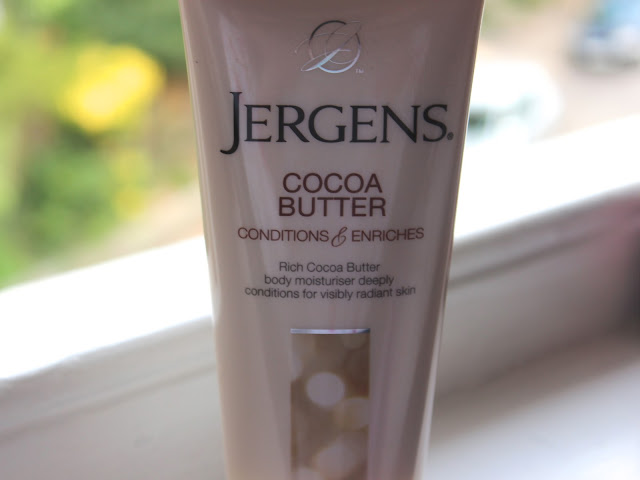 JERGENS®
COCOA
BUTTER
CONDITIONS & ENRICHES
Rich Cocoa Butter
body moisturiser deeply
conditions for visibly radiant skin